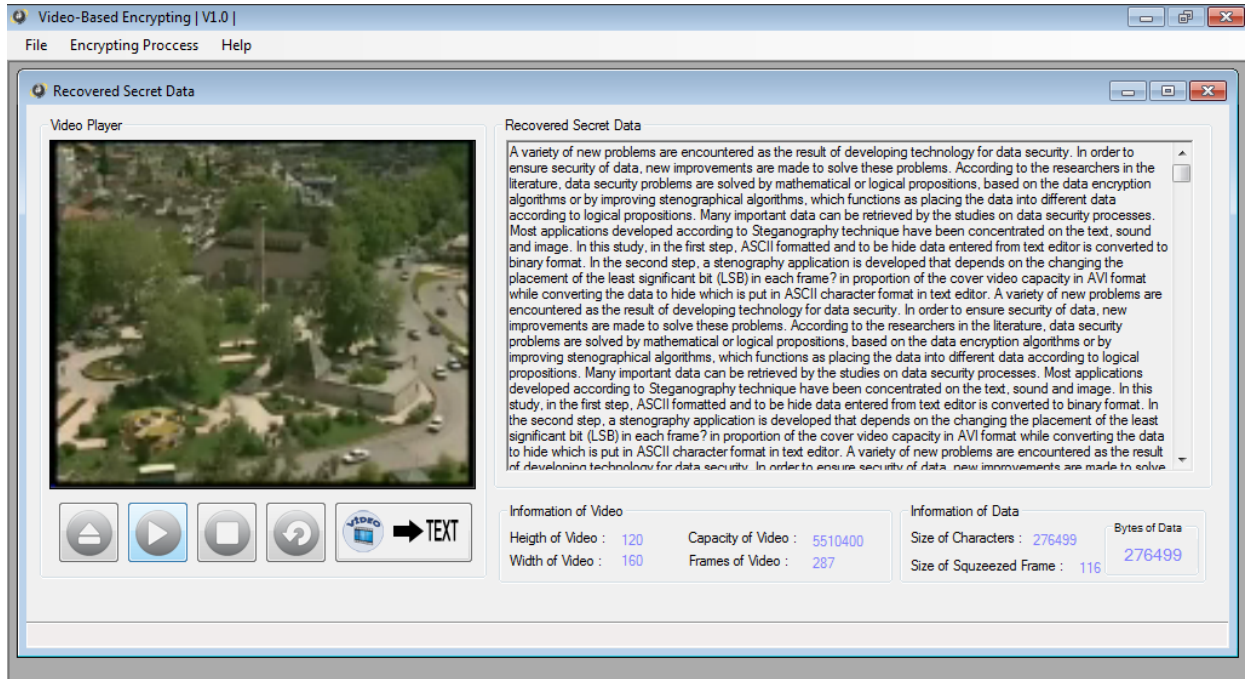 Video-Based Encrypting | V1.0 |
File Encrypting Proccess Help
Recovered Secret Data
Video Player
Recovered Secret Data
A variety of new problems are encountered as the result of developing technology for data security. In order to
ensure security of data, new improvements are made to solve these problems. According to the researchers in the
literature, data security problems are solved by mathematical or logical propositions, based on the data encryption
algorithms or by improving stenographical algorithms, which functions as placing the data into different data
according to logical propositions. Many important data can be retrieved by the studies on data security processes.
Most applications developed according to Steganography technique have been concentrated on the text, sound
and image. In this study, in the first step, ASCII formatted and to be hide data entered from text editor is converted to
binary format. In the second step, a stenography application is developed that depends on the changing the
placement of the least significant bit (LSB) in each frame? in proportion of the cover video capacity in AVI format
while converting the data to hide which is put in ASCII character format in text editor. A variety of new problems are
encountered as the result of developing technology for data security. In order to ensure security of data, new
improvements are made to solve these problems. According to the researchers in the literature, data security
problems are solved by mathematical or logical propositions, based on the data encryption algorithms or by
improving stenographical algorithms, which functions as placing the data into different data according to logical
propositions. Many important data can be retrieved by the studies on data security processes. Most applications
developed according to Steganography technique have been concentrated on the text, sound and image. In this
study, in the first step, ASCII formatted and to be hide data entered from text editor is converted to binary format. In
the second step, a stenography application is developed that depends on the changing the placement of the least
significant bit (LSB) in each frame? in proportion of the cover video capacity in AVI format while converting the data
to hide which is put in ASCII character format in text editor. A variety of new problems are encountered as the result
of developing technology for data security. In order to ensure security of data, new improvements are made to solve
VIDEO TEXT
Information of Video
Heigth of Video : 120 Capacity of Video : 5510400
Width of Video : 160 Frames of Video : 287
Information of Data
Size of Characters : 276499
Size of Squzeezed Frame : 116
Bytes of Data
276499